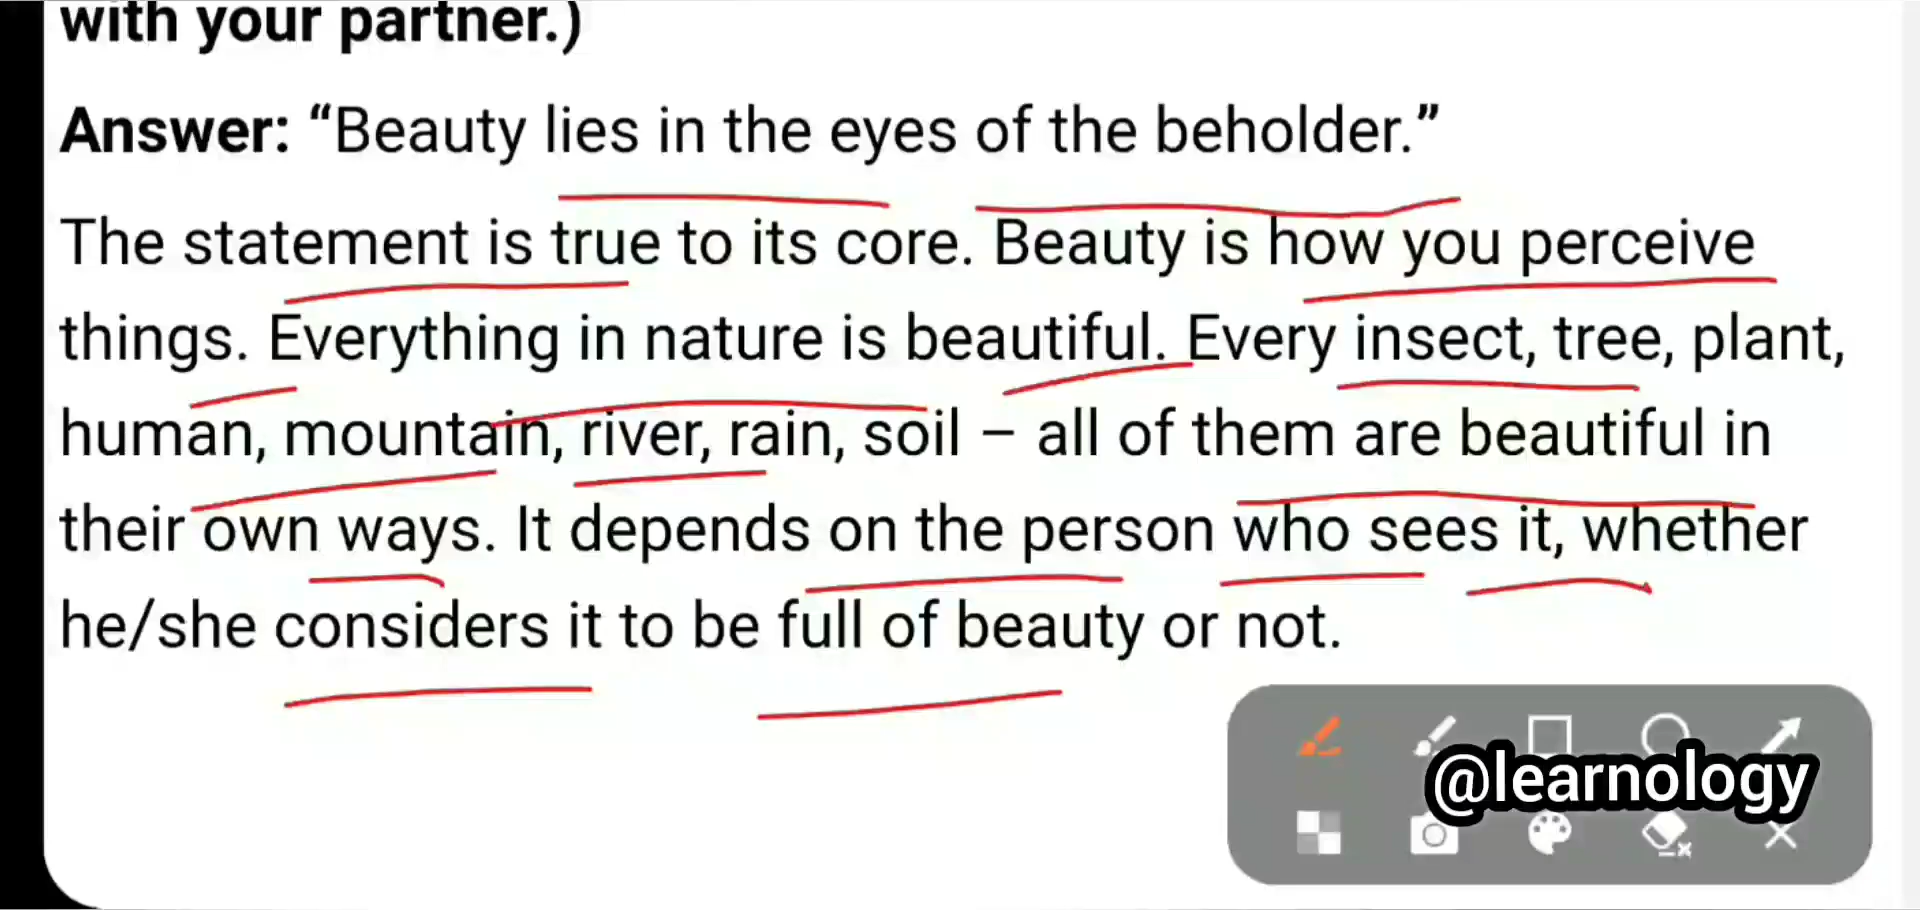 with your partner.)
Answer: “Beauty lies in the eyes of the beholder.”
The statement is true to its core. Beauty is how you perceive
things. Everything in nature is beautiful. Every insect, tree, plant,
human, mountain, river, rain, soil – all of them are beautiful in
their own ways. It depends on the person who sees it, whether
he/she considers it to be full of beauty or not.
@learnology